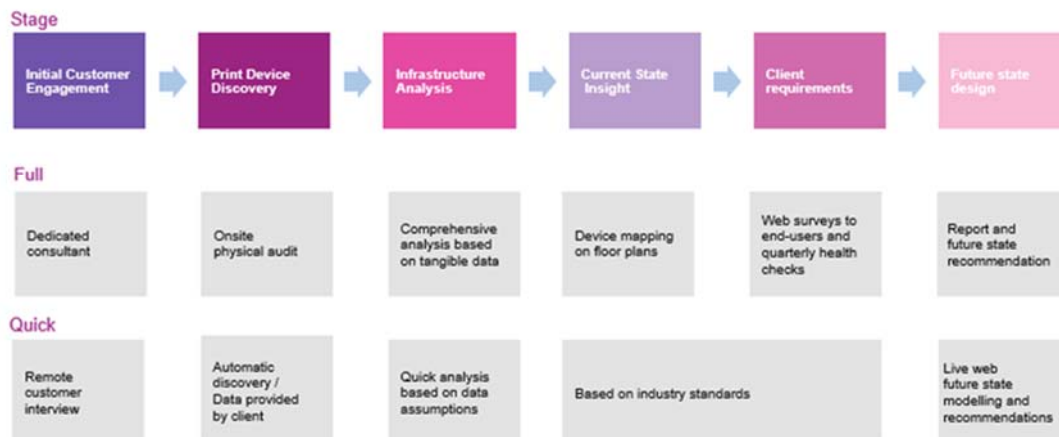 Stage
Initial Customer
Engagement
Print Device
Discovery
Infrastructure
Analysis
Current State
Insight
Client
requirements
Future state
design
Full
Dedicated
consultant
Onsite
physical audit
Comprehensive
analysis based
on tangible data
Device mapping
on floor plans
Web surveys to
end-users and
quarterly health
checks
Report and
future state
recommendation
Quick
Remote
customer
interview
Automatic
discovery /
Data provided
by client
Quick analysis
based on data
assumptions
Based on industry standards
Live web
future state
modelling and
recommendations